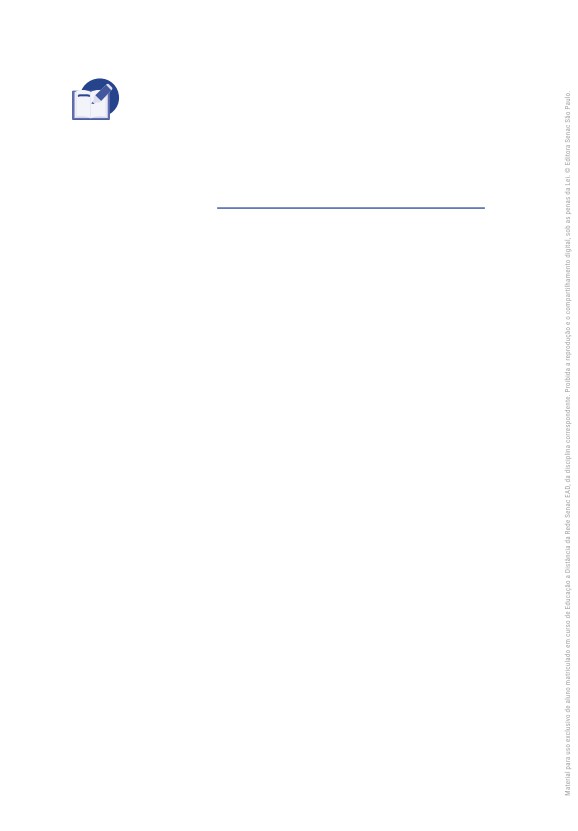 Material para uso exclusivo de aluno matriculado em curso de Educação a Distância da Rede Senac EAD, da disciplina correspondente. Proibida a reprodução e o compartilhamento digital, sob as penas da Lei. © Editora Senac São Paulo.